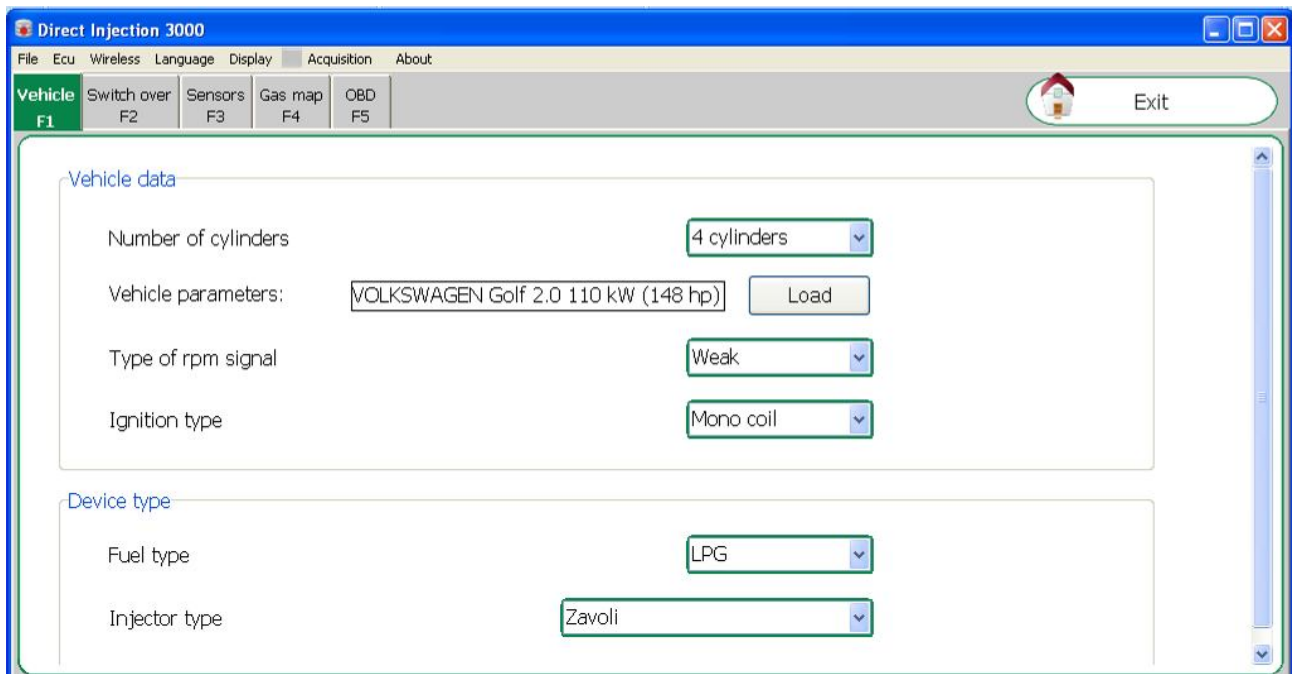 Direct Injection 3000
File Ecu Wireless Language Display Acquisition About
Vehicle F1
Switch over F2
Sensors F3
Gas map F4
OBD F5
Exit
Vehicle data
Number of cylinders 4 cylinders
Vehicle parameters: VOLKSWAGEN Golf 2.0 110 kW (148 hp) Load
Type of rpm signal Weak
Ignition type Mono coil
Device type
Fuel type LPG
Injector type Zavoli